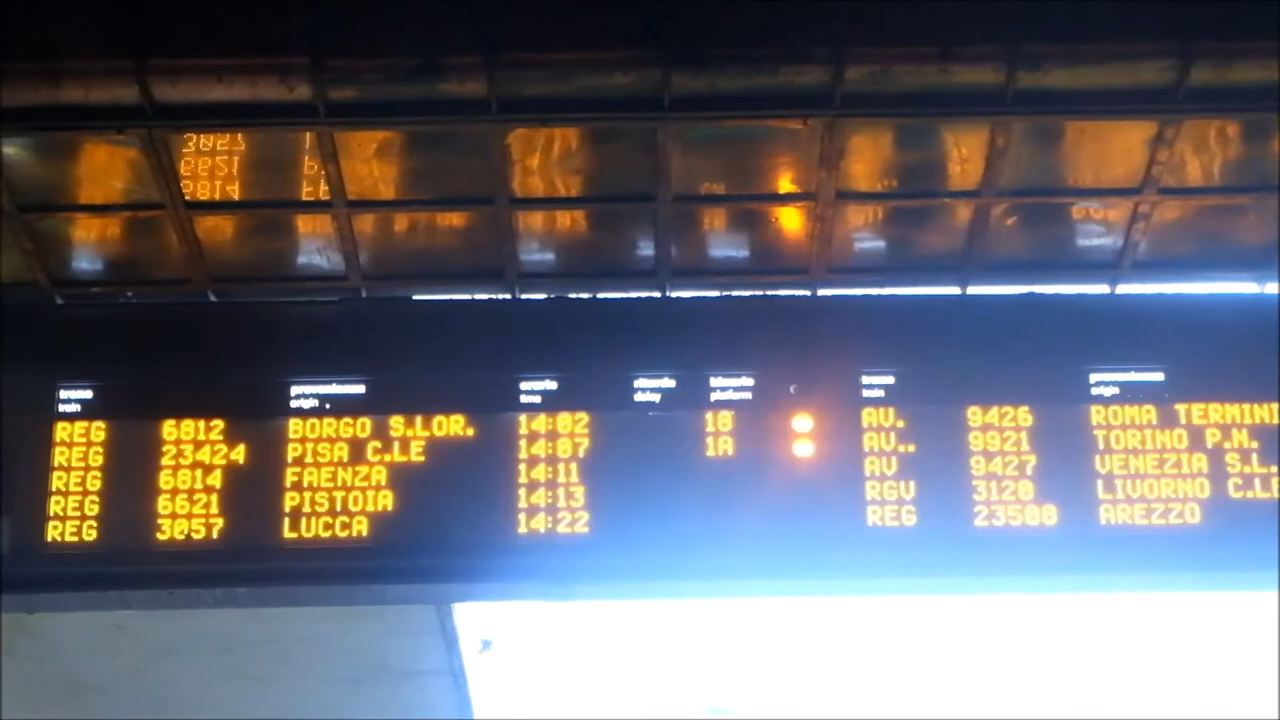 treno provenienza orario ritardo binario treno provenienza
train origin time delay platform train origin
REG 6812 BORGO S.LOR. 14:02 18 AV. 9426 ROMA TERMINI
REG 23424 PISA C.LE 14:07 1A AV.. 9921 TORINO P.N.
REG 6814 FAENZA 14:11 AV 9427 VENEZIA S.L.
REG 6621 PISTOIA 14:13 RGV 3120 LIVORNO C.LE
REG 3057 LUCCA 14:22 REG 23508 AREZZO